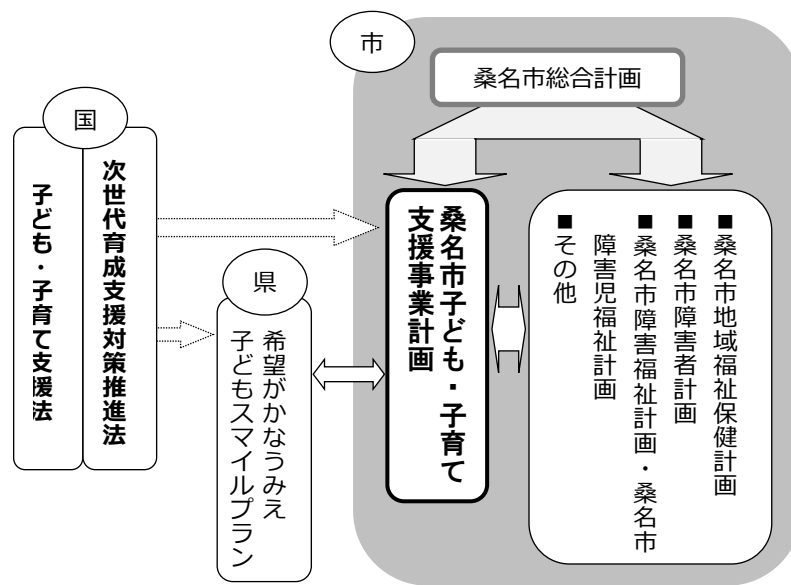 市
桑名市総合計画
国
次世代育成支援対策推進法
子ども・子育て支援法
県
希望がかなうみえ
子どもスマイルプラン
桑名市子ども・子育て
支援事業計画
■桑名市地域福祉保健計画
■桑名市障害者計画
■桑名市障害福祉計画・桑名市
障害児福祉計画
■その他